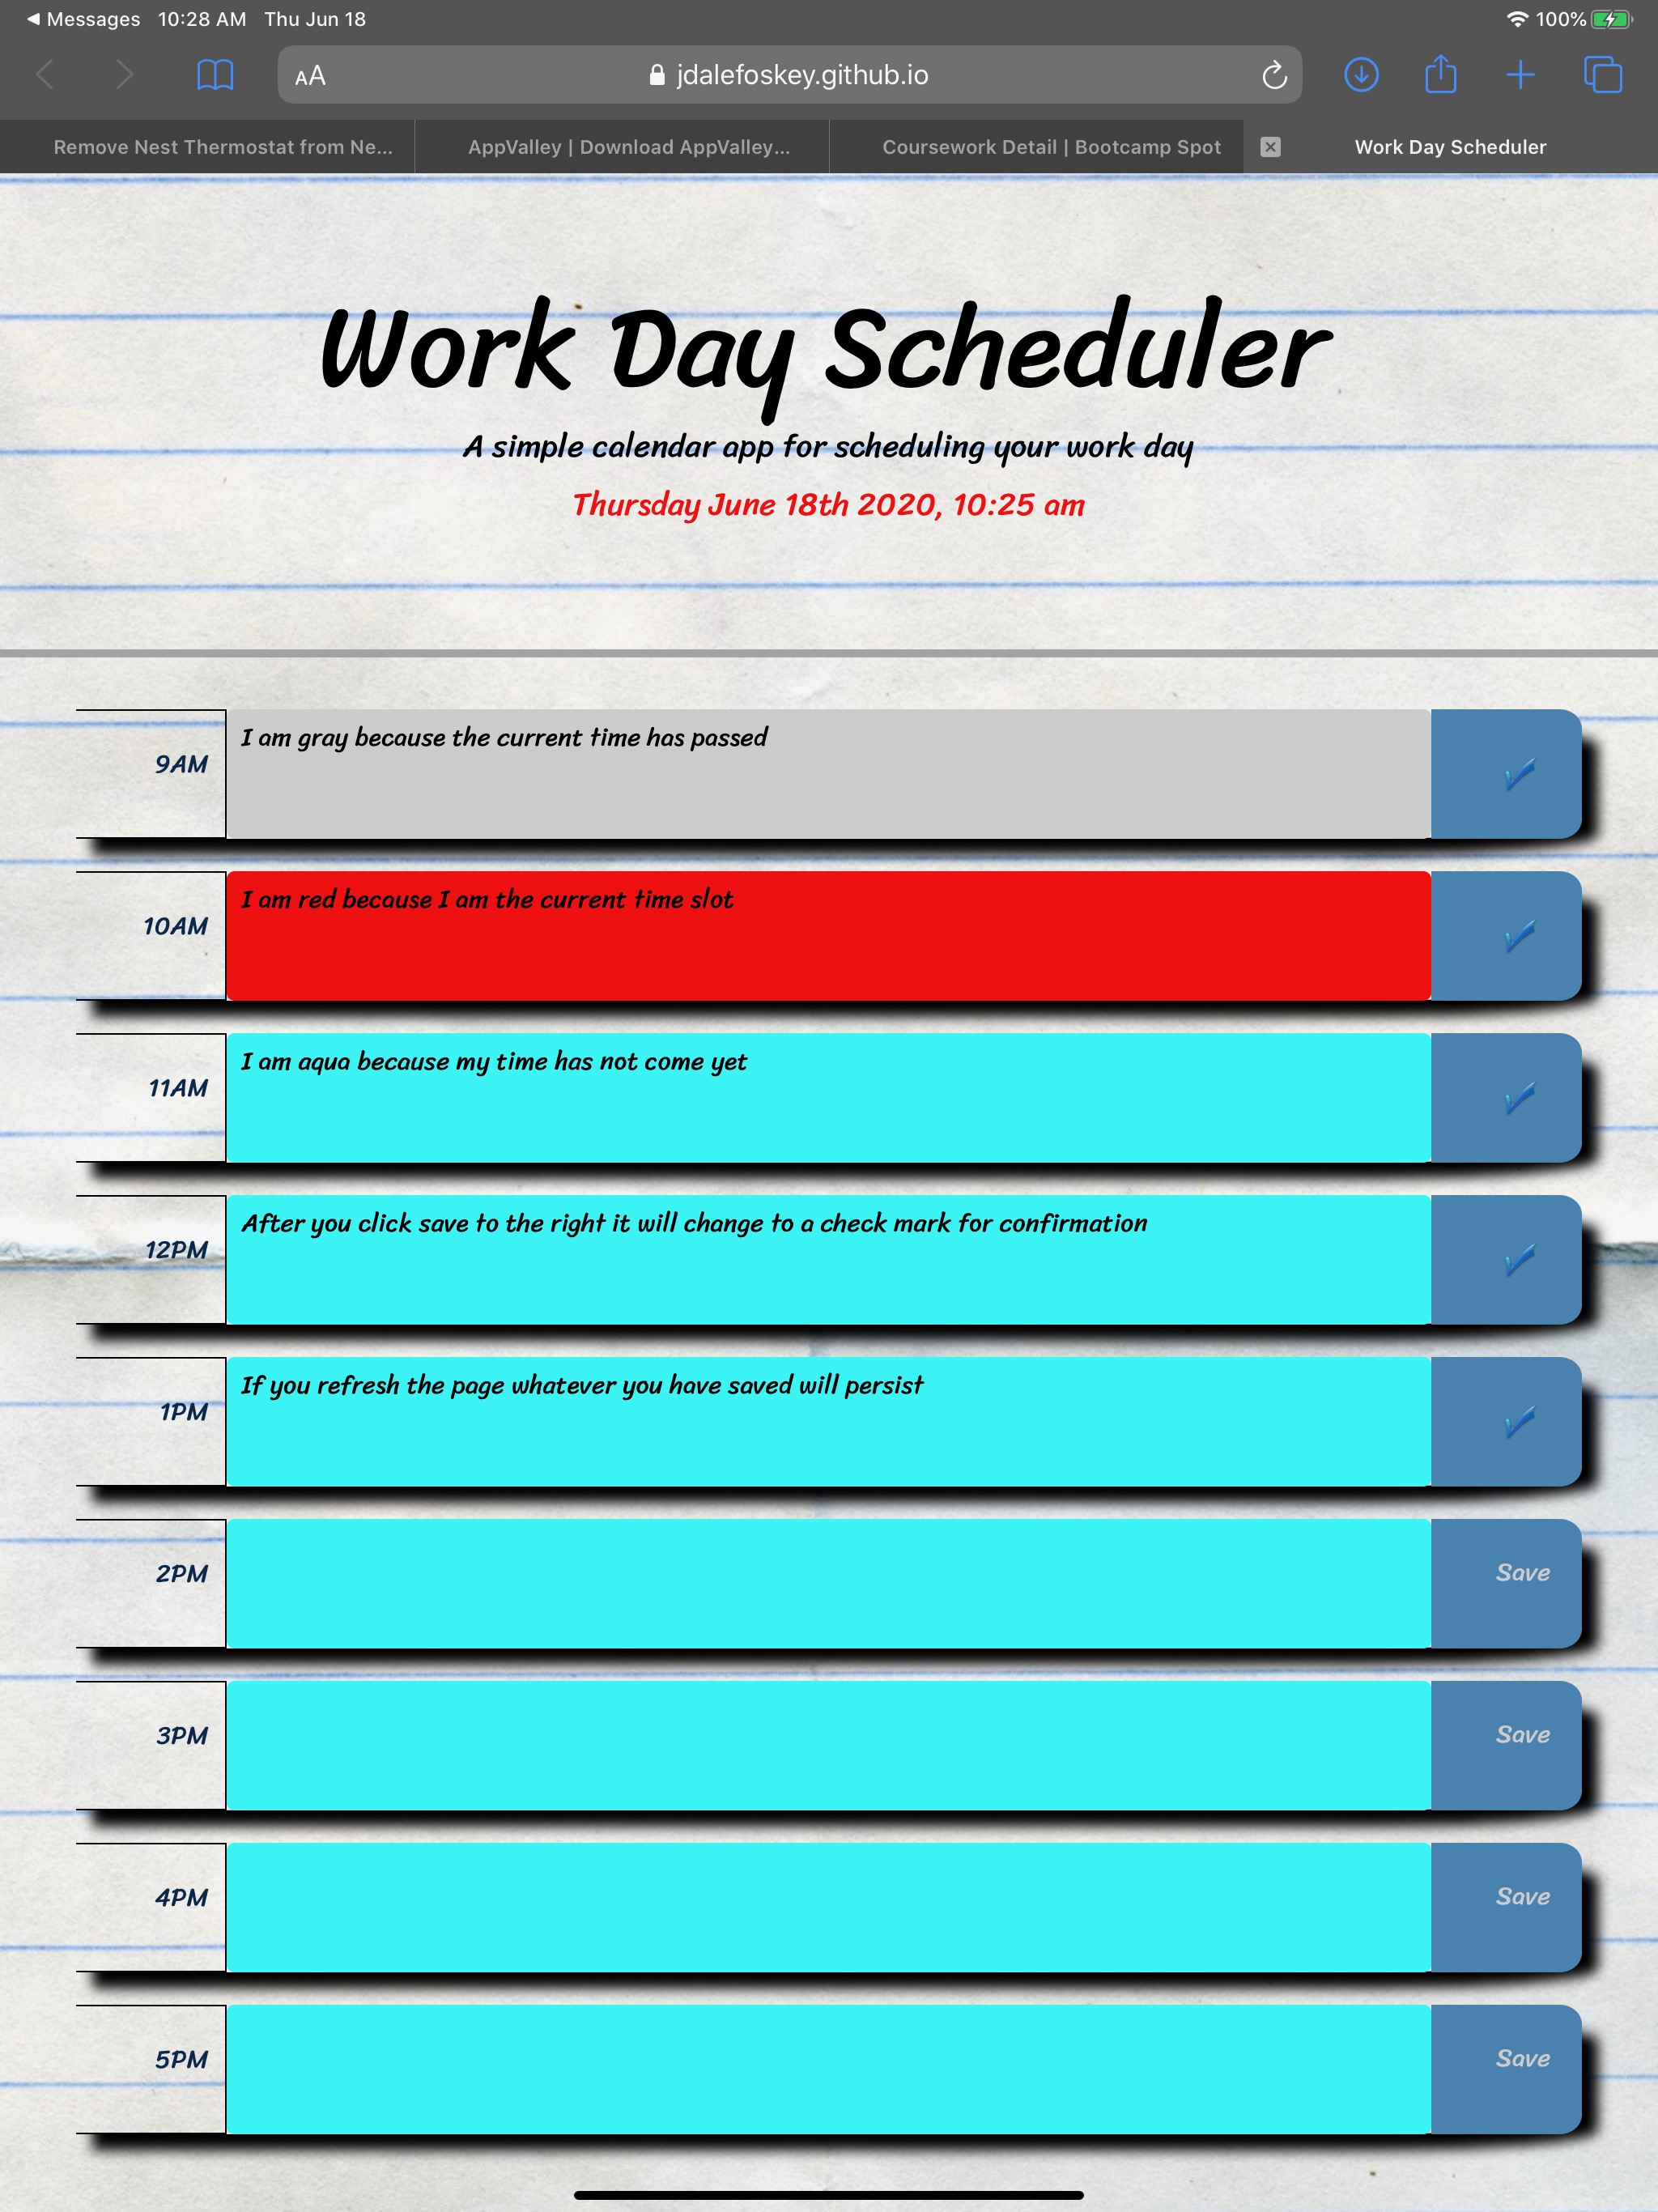 Messages 10:28 AM Thu Jun 18 100%
AA jdalefoskey.github.io
Remove Nest Thermostat from Ne... AppValley | Download AppValley... Coursework Detail | Bootcamp Spot Work Day Scheduler
Work Day Scheduler
A simple calendar app for scheduling your work day
Thursday June 18th 2020, 10:25 am
9AM I am gray because the current time has passed
10AM I am red because I am the current time slot
11AM I am aqua because my time has not come yet
12PM After you click save to the right it will change to a check mark for confirmation
1PM If you refresh the page whatever you have saved will persist
2PM Save
3PM Save
4PM Save
5PM Save